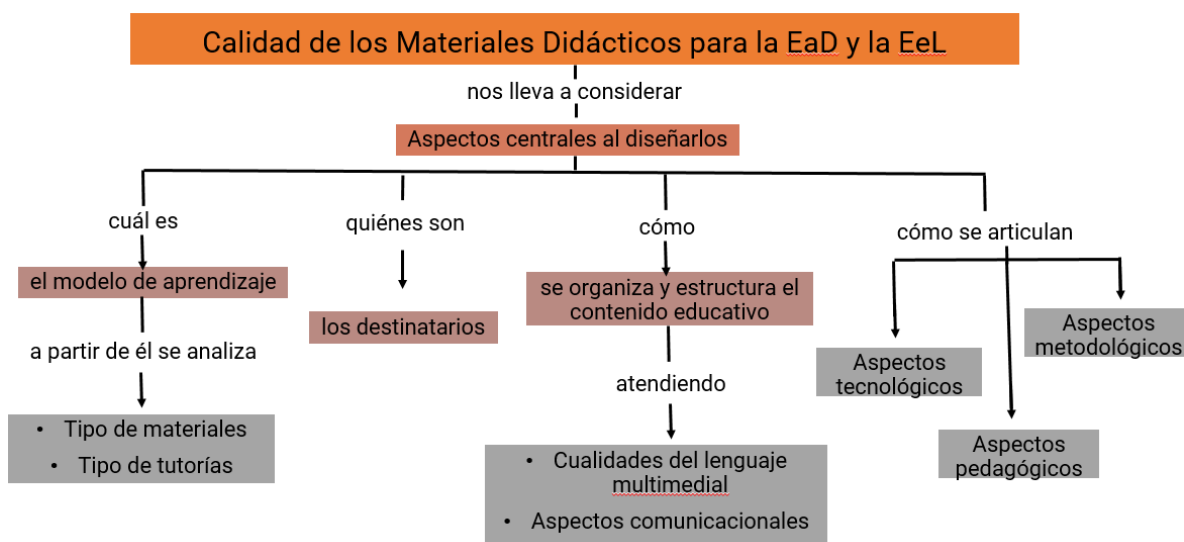 Calidad de los Materiales Didácticos para la EaD y la EeL
nos lleva a considerar
Aspectos centrales al diseñarlos
cuál es
el modelo de aprendizaje
a partir de él se analiza
• Tipo de materiales
• Tipo de tutorías
quiénes son
los destinatarios
cómo
se organiza y estructura el
contenido educativo
atendiendo
• Cualidades del lenguaje
multimedial
• Aspectos comunicacionales
cómo se articulan
Aspectos
tecnológicos
Aspectos
pedagógicos
Aspectos
metodológicos